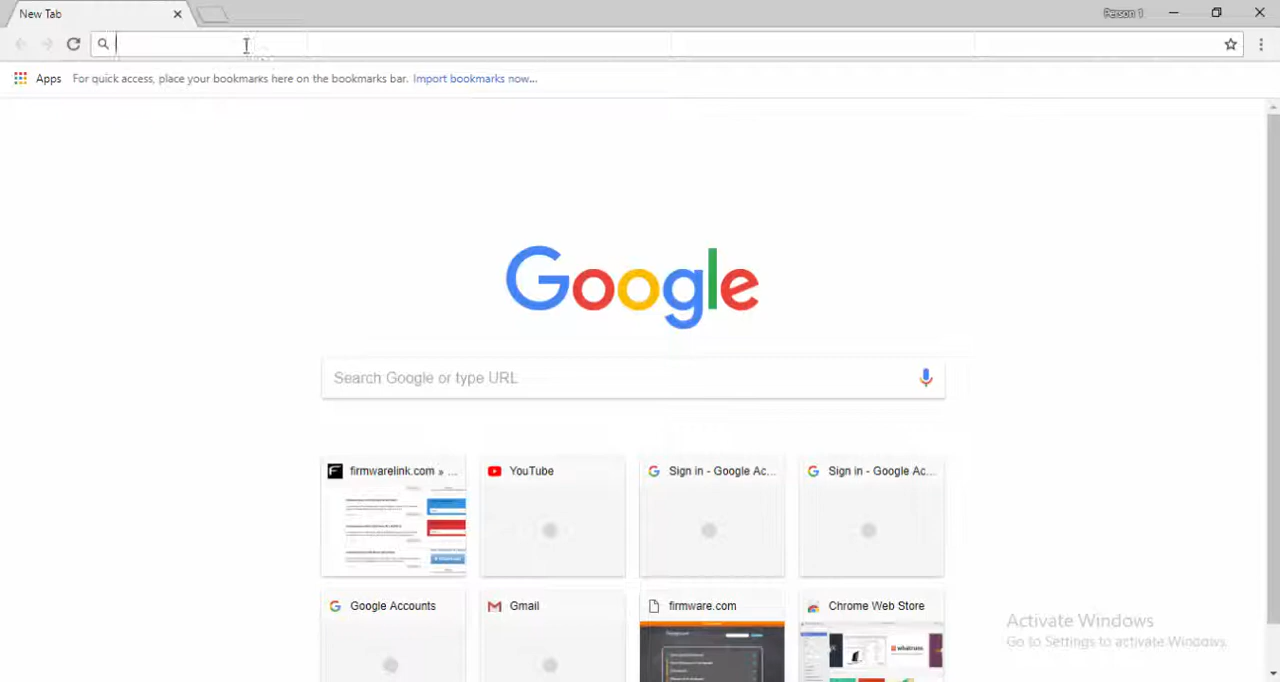 New Tab
Person 1
Apps For quick access, place your bookmarks here on the bookmarks bar. Import bookmarks now...
Google
Search Google or type URL
firmwarelink.com » ...
YouTube
Sign in - Google Ac...
Sign in - Google Ac...
Google Accounts
Gmail
firmware.com
Chrome Web Store
whatruns
Activate Windows
Go to Settings to activate Windows.